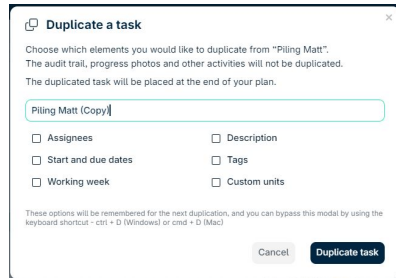 Duplicate a task
Choose which elements you would like to duplicate from “Piling Matt”.
The audit trail, progress photos and other activities will not be duplicated.
The duplicated task will be placed at the end of your plan.
Piling Matt (Copy)
Assignees
Description
Start and due dates
Tags
Working week
Custom units
These options will be remembered for the next duplication, and you can bypass this modal by using the
keyboard shortcut - ctrl + D (Windows) or cmd + D (Mac)
Cancel
Duplicate task